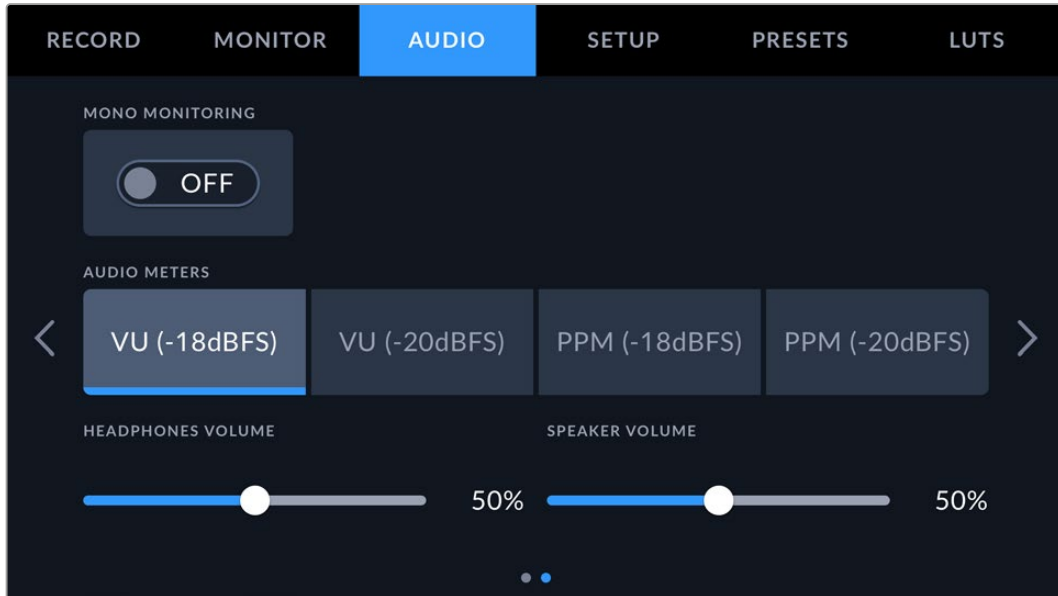 RECORD MONITOR AUDIO SETUP PRESETS LUTS
MONO MONITORING
OFF
AUDIO METERS
VU (-18dBFS) VU (-20dBFS) PPM (-18dBFS) PPM (-20dBFS)
HEADPHONES VOLUME SPEAKER VOLUME
50% 50%